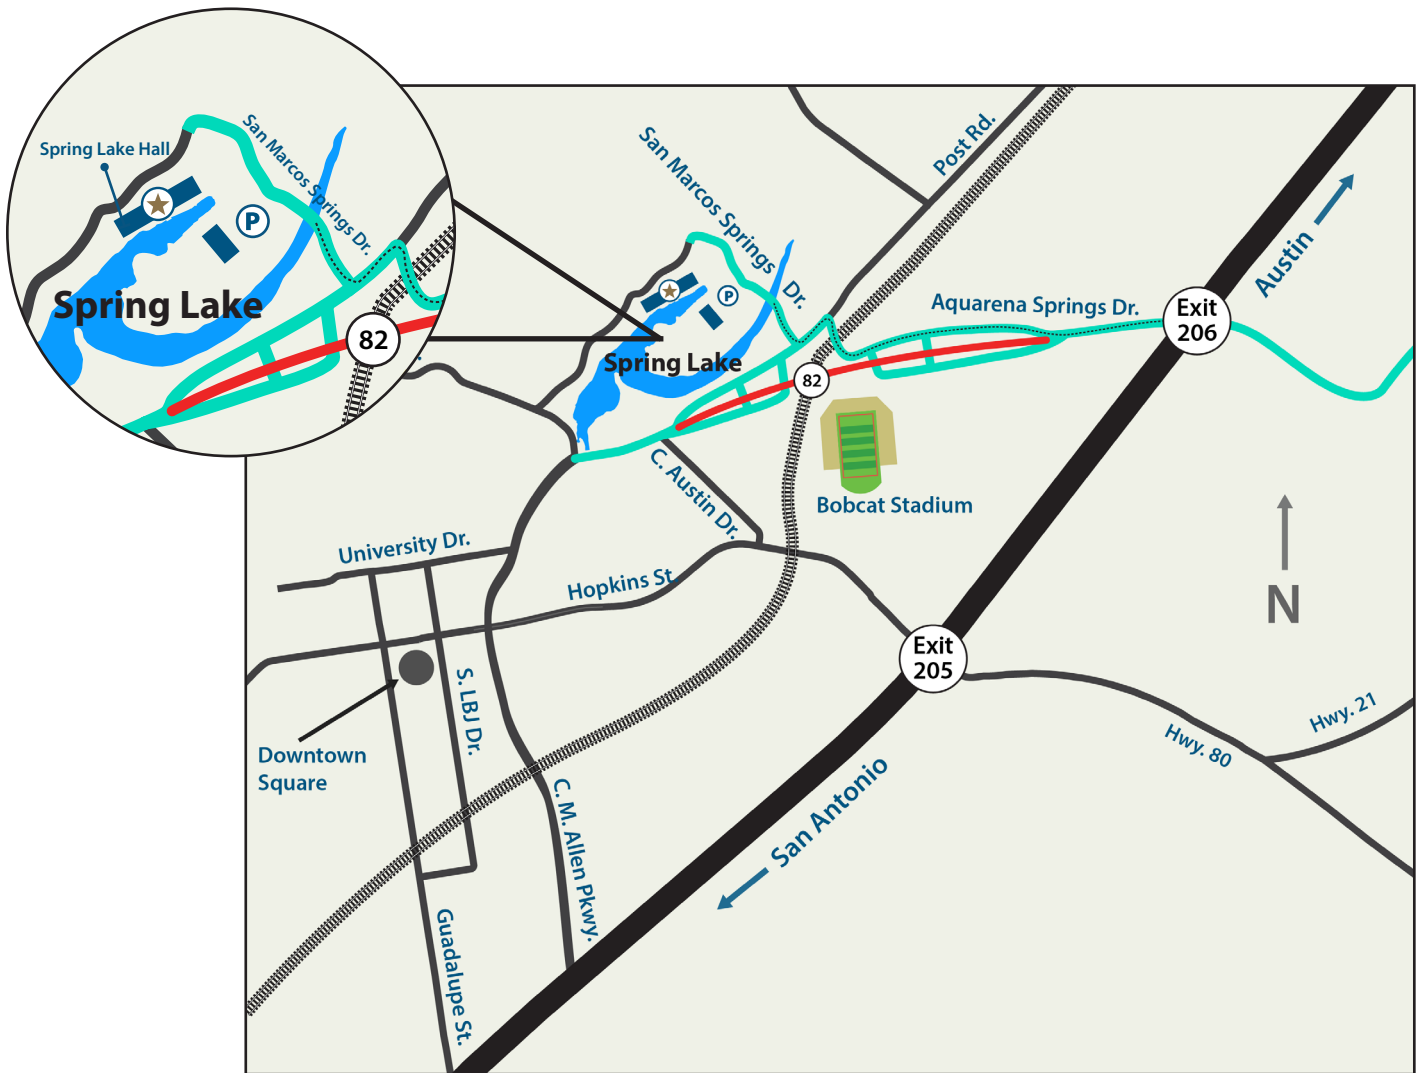 San Marcos Springs Dr.
Spring Lake Hall
P
Spring Lake
82
San Marcos Springs Dr.
Post Rd.
Austin
P
Aquarena Springs Dr.
Exit
206
Spring Lake
82
C. Austin Dr.
Bobcat Stadium
University Dr.
Hopkins St.
N
Exit
205
S. LBJ Dr.
Downtown
Square
Hwy. 21
Hwy. 80
San Antonio
C. M. Allen Pkwy.
Guadalupe St.